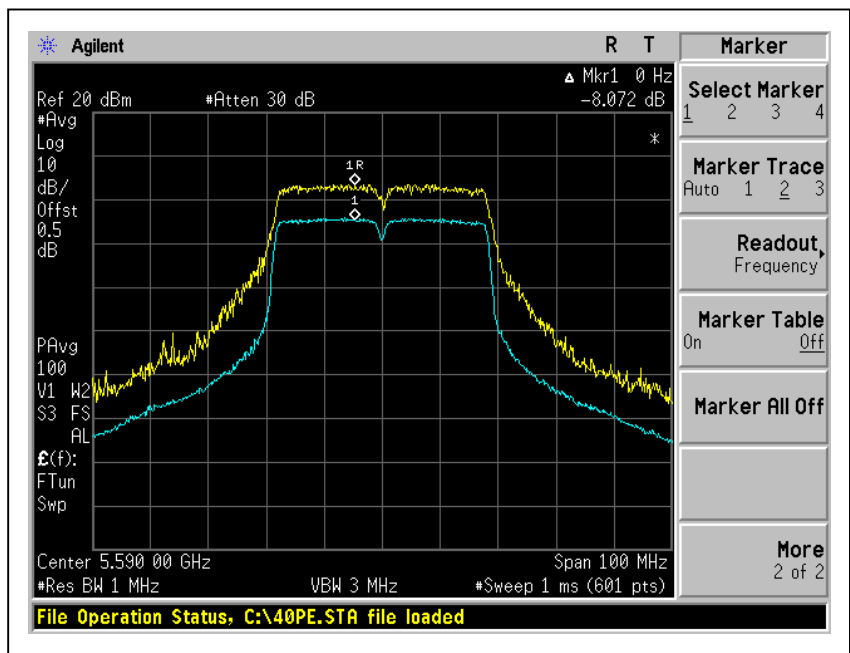 Agilent R T
Marker
▲ Mkr1 0 Hz
Ref 20 dBm #Atten 30 dB -8.072 dB
#Avg
Log
10
dB/
Offst
0.5
dB
*
1R
1
PAvg
100
V1 W2
S3 FS
AL
£(f):
FTun
Swp
Center 5.590 00 GHz Span 100 MHz
#Res BW 1 MHz VBW 3 MHz #Sweep 1 ms (601 pts)
File Operation Status, C:\40PE.STA file loaded
Select Marker
1 2 3 4
Marker Trace
Auto 1 2 3
Readout
Frequency
Marker Table
On Off
Marker All Off
More
2 of 2